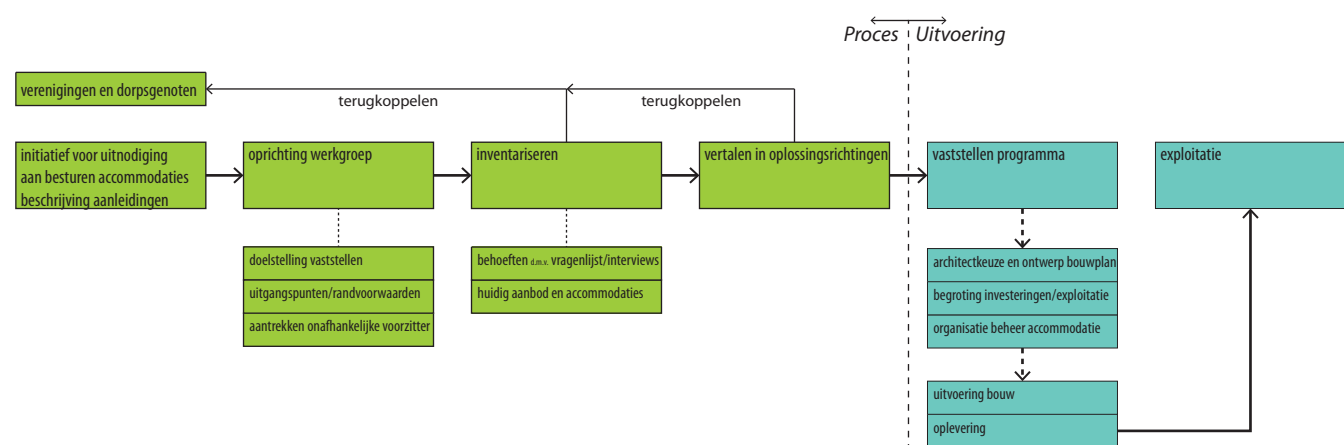 Proces Uitvoering
verenigingen en dorpsgenoten
terugkoppelen
terugkoppelen
initiatief voor uitnodiging
aan besturen accommodaties
beschrijving aanleidingen
oprichting werkgroep
inventariseren
vertalen in oplossingsrichtingen
vaststellen programma
exploitatie
doelstelling vaststellen
uitgangspunten/randvoorwaarden
aantrekken onafhankelijke voorzitter
behoeften d.m.v. vragenlijst/interviews
huidig aanbod en accommodaties
architectkeuze en ontwerp bouwplan
begroting investeringen/exploitatie
organisatie beheer accommodatie
uitvoering bouw
oplevering